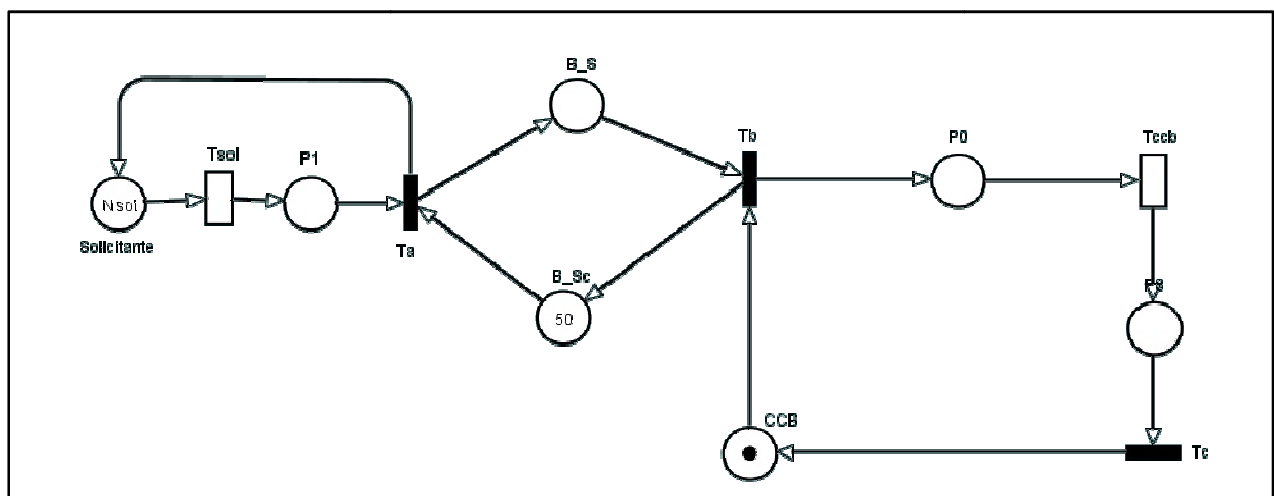 B_S
Tb
P0
Tccb
Tsol
P1
Nsol
Solicitante
Ta
B_Sc
50
CCB
Tc